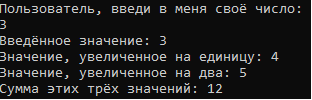 Пользователь, введи в меня своё число:
3
Введённое значение: 3
Значение, увеличенное на единицу: 4
Значение, увеличенное на два: 5
Сумма этих трёх значений: 12